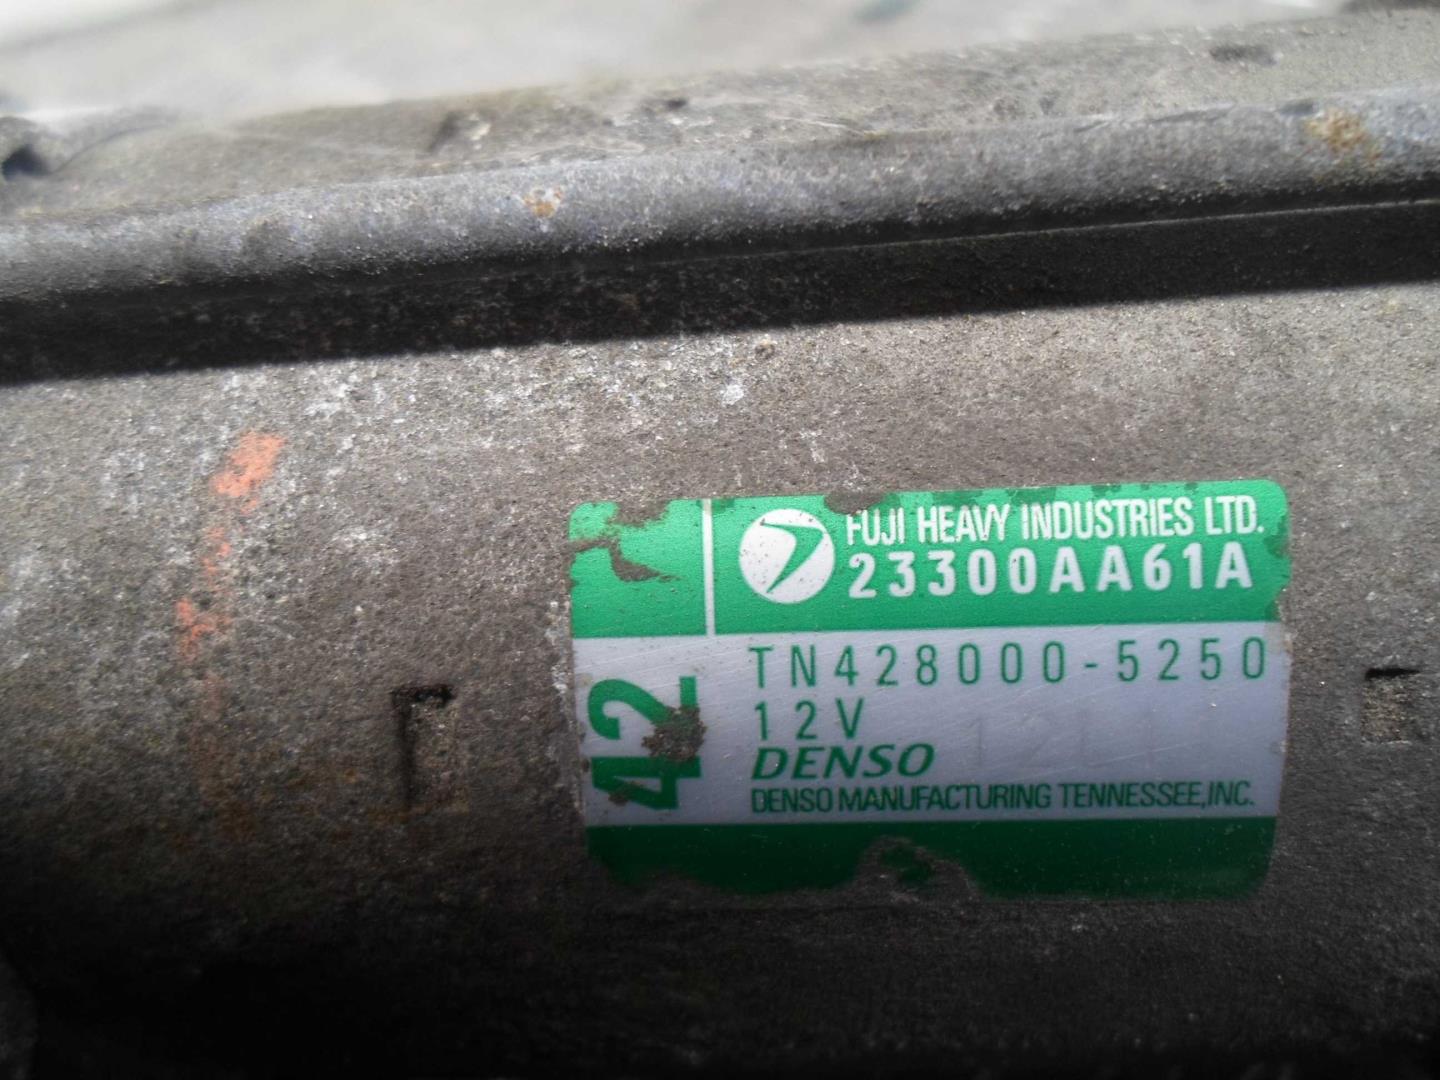 FUJI HEAVY INDUSTRIES LTD.
23300AA61A
42
TN428000-5250
12V
DENSO
DENSO MANUFACTURING TENNESSEE, INC.